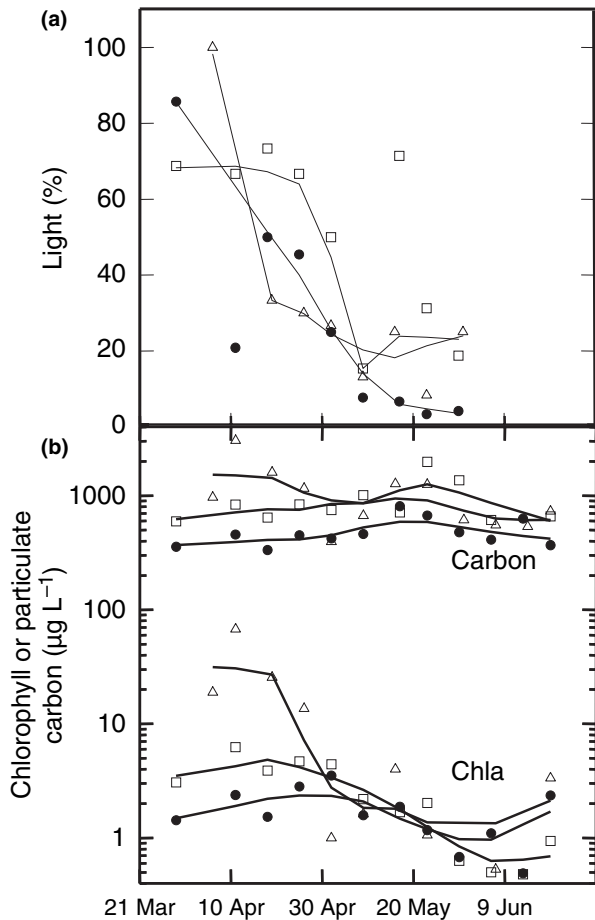 (a)
100
80
60
40
20
0
Light (%)
(b)
1000
100
10
1
Chlorophyll or particulate
carbon (µg L⁻¹)
Carbon
Chla
21 Mar 10 Apr 30 Apr 20 May 9 Jun